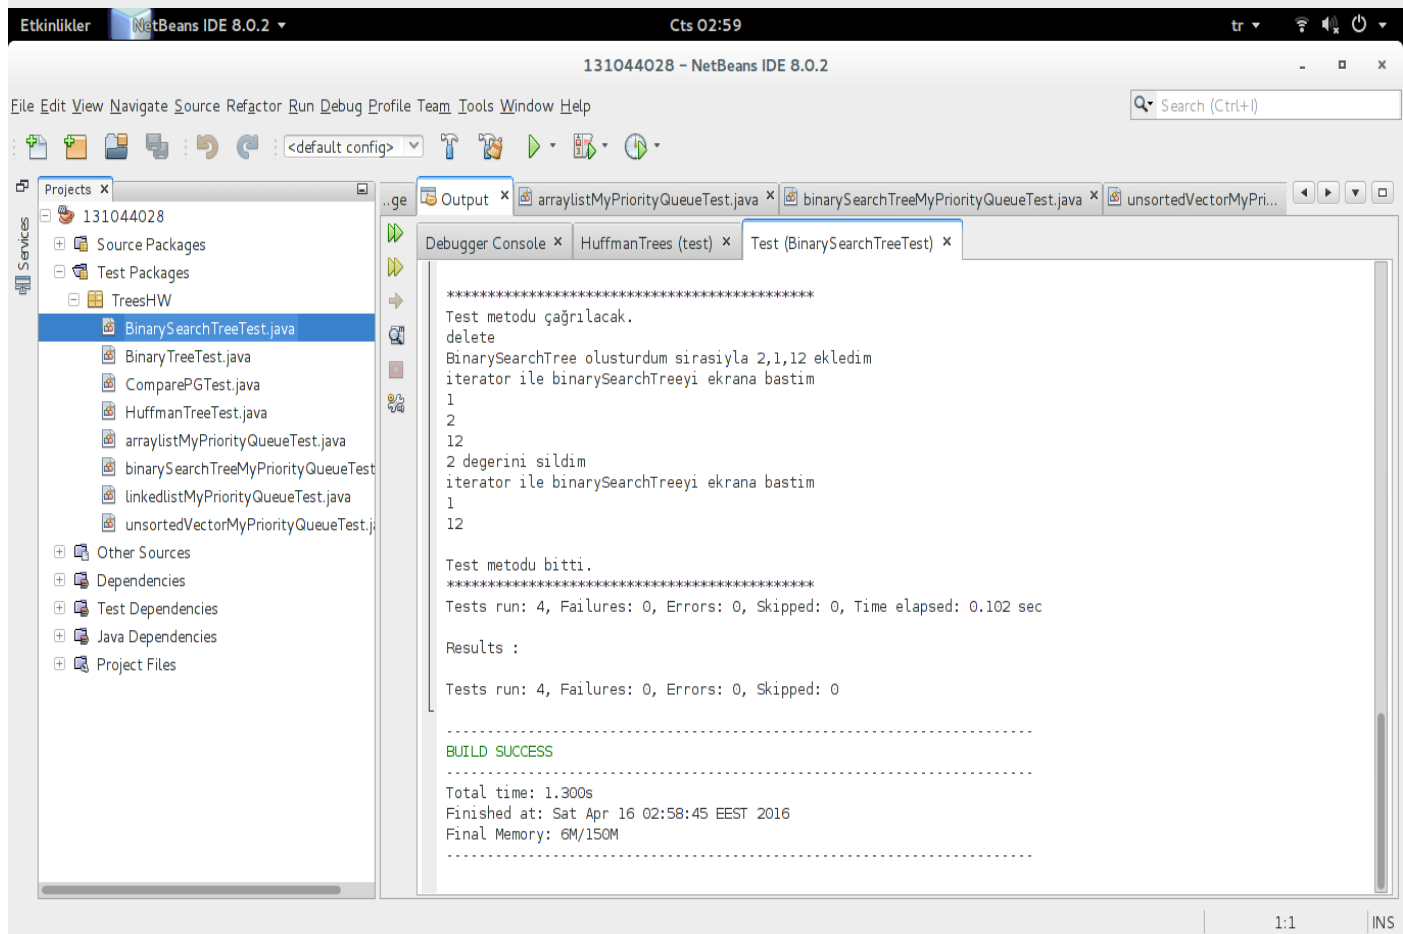 Etkinlikler NetBeans IDE 8.0.2 Cts 02:59 tr
131044028 – NetBeans IDE 8.0.2
File Edit View Navigate Source Refactor Run Debug Profile Team Tools Window Help Search (Ctrl+I)
<default config>
Projects
..ge Output arraylistMyPriorityQueueTest.java binarySearchTreeMyPriorityQueueTest.java unsortedVectorMyPri...
Debugger Console HuffmanTrees (test) Test (BinarySearchTreeTest)
Services
131044028
Source Packages
Test Packages
TreesHW
BinarySearchTreeTest.java
BinaryTreeTest.java
ComparePGTest.java
HuffmanTreeTest.java
arraylistMyPriorityQueueTest.java
binarySearchTreeMyPriorityQueueTest
linkedlistMyPriorityQueueTest.java
unsortedVectorMyPriorityQueueTest.j
Other Sources
Dependencies
Test Dependencies
Java Dependencies
Project Files
*********************************************
Test metodu çağrılacak.
delete
BinarySearchTree olusturdum sirasiyla 2,1,12 ekledim
iterator ile binarySearchTreeyi ekrana bastim
1
2
12
2 degerini sildim
iterator ile binarySearchTreeyi ekrana bastim
1
12
Test metodu bitti.
*********************************************
Tests run: 4, Failures: 0, Errors: 0, Skipped: 0, Time elapsed: 0.102 sec
Results :
Tests run: 4, Failures: 0, Errors: 0, Skipped: 0
------------------------------------------------------------------------
BUILD SUCCESS
------------------------------------------------------------------------
Total time: 1.300s
Finished at: Sat Apr 16 02:58:45 EEST 2016
Final Memory: 6M/150M
------------------------------------------------------------------------
1:1 INS